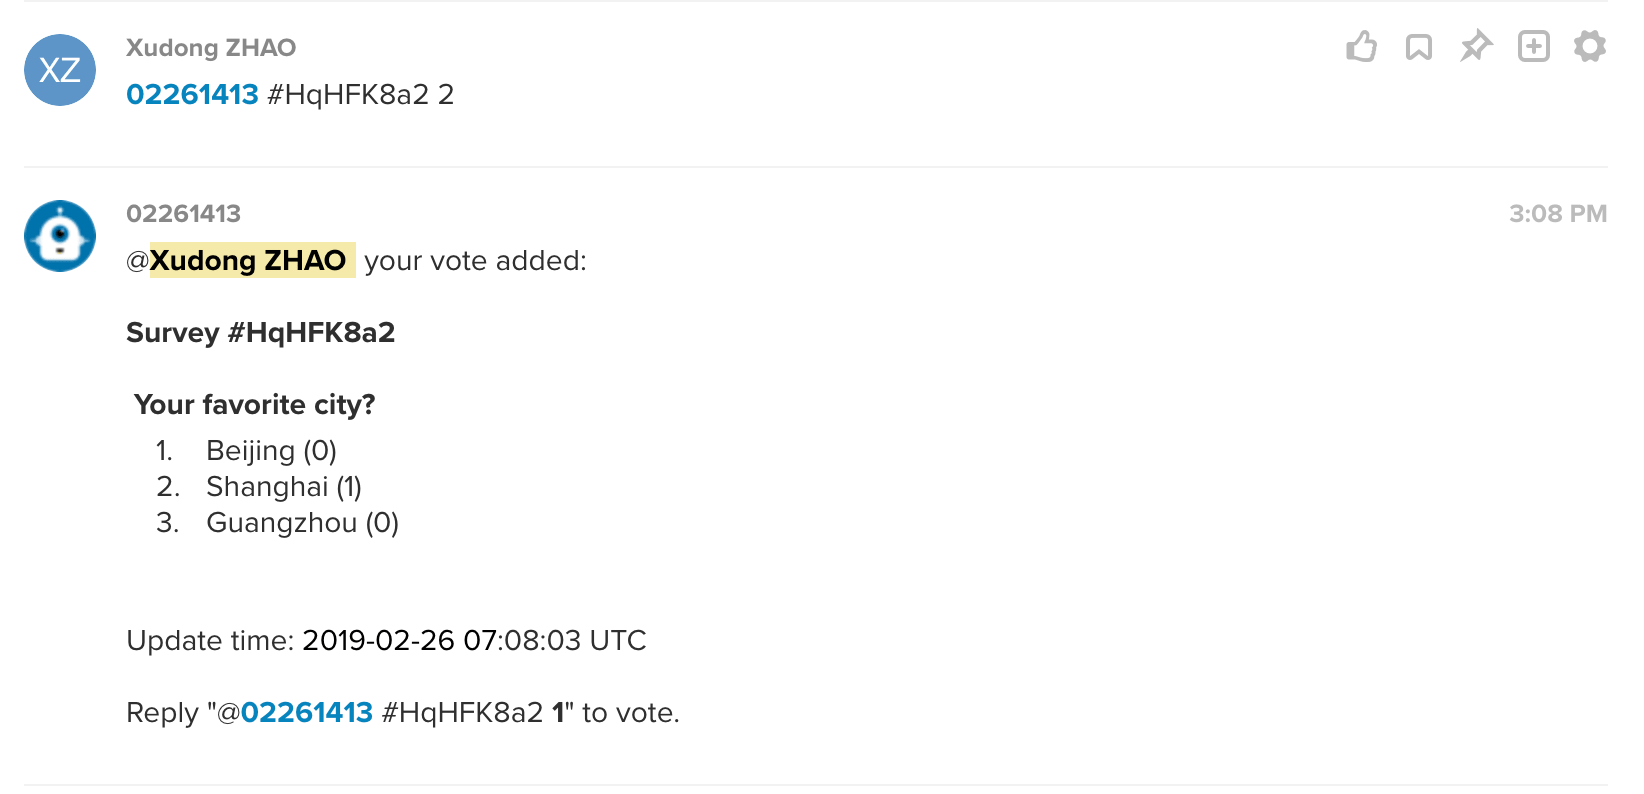 XZ
Xudong ZHAO
02261413 #HqHFK8a2 2
02261413
3:08 PM
@Xudong ZHAO your vote added:
Survey #HqHFK8a2
Your favorite city?
1. Beijing (0)
2. Shanghai (1)
3. Guangzhou (0)
Update time: 2019-02-26 07:08:03 UTC
Reply "@02261413 #HqHFK8a2 1" to vote.